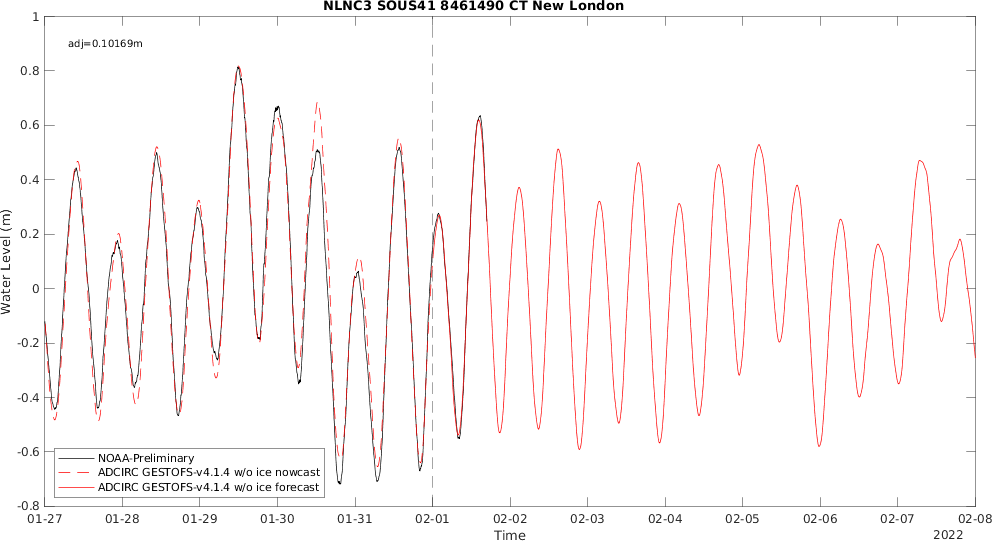 NLNC3 SOUS41 8461490 CT New London
adj=0.10169m
Water Level (m)
1
0.8
0.6
0.4
0.2
0
-0.2
-0.4
-0.6
-0.8
NOAA-Preliminary
ADCIRC GESTOFS-v4.1.4 w/o ice nowcast
ADCIRC GESTOFS-v4.1.4 w/o ice forecast
01-27 01-28 01-29 01-30 01-31 02-01 02-02 02-03 02-04 02-05 02-06 02-07 02-08
Time
2022